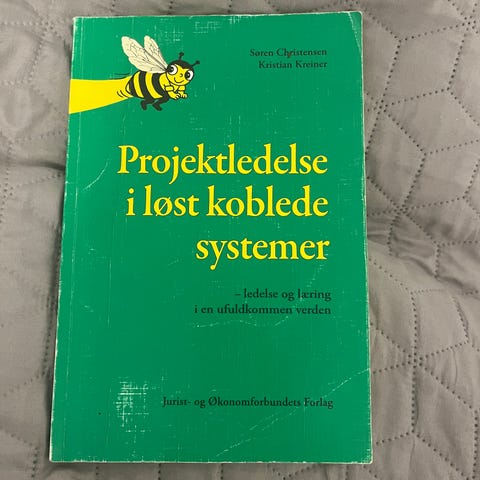 Søren Christensen
Kristian Kreiner
Projektledelse
i løst koblede
systemer
– ledelse og læring
i en ufuldkommen verden
Jurist- og Økonomforbundets Forlag